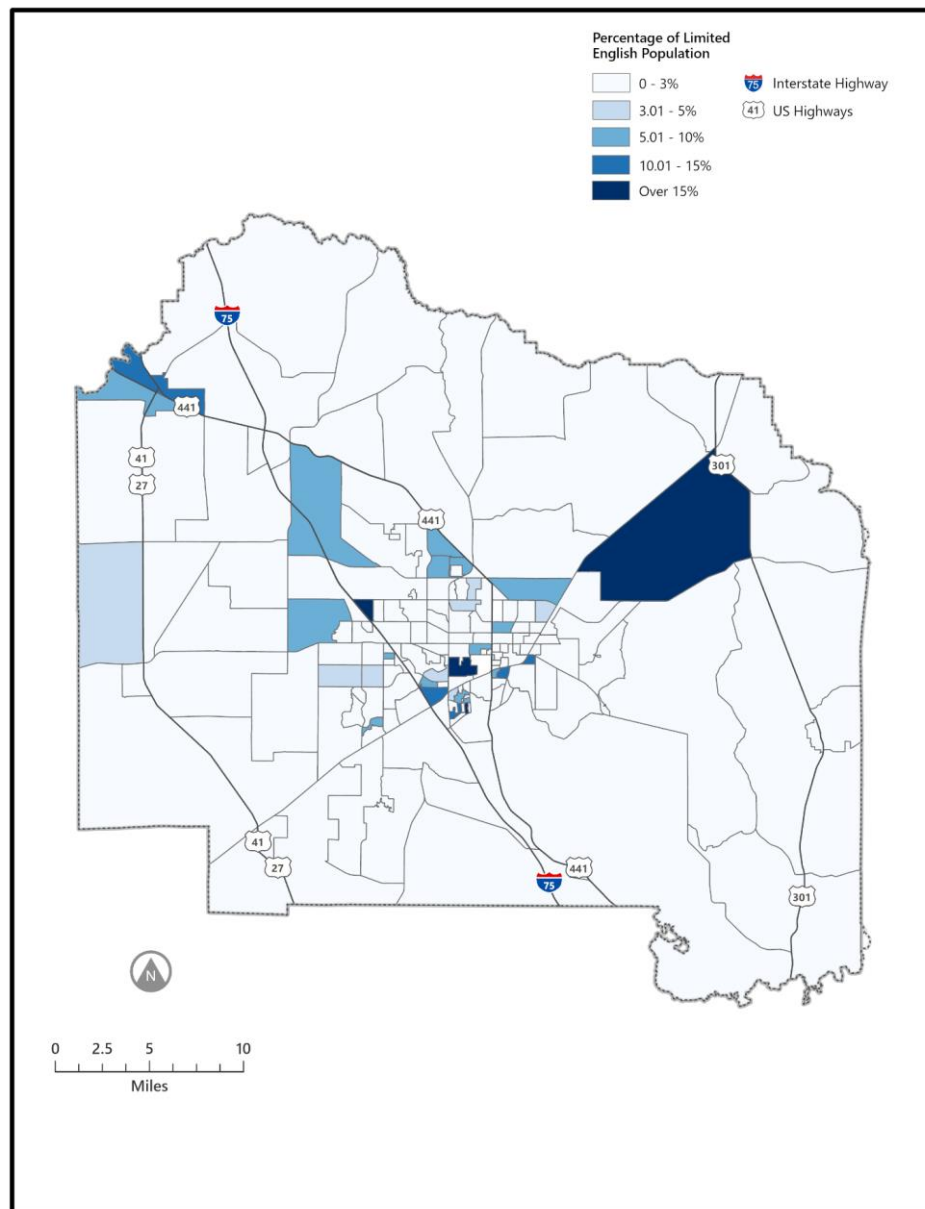 Percentage of Limited
English Population
0 - 3%
3.01 - 5%
5.01 - 10%
10.01 - 15%
Over 15%
75 Interstate Highway
41 US Highways
75
441
41
27
301
441
41
27
75
441
301
N
0 2.5 5 10
Miles